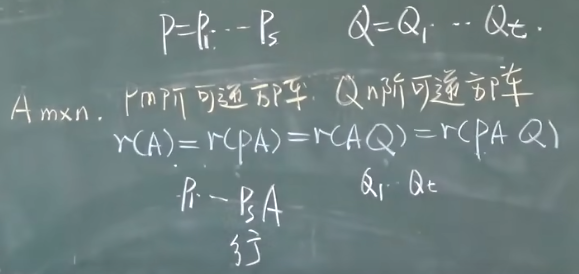 P=P₁…Pₛ Q=Q₁…Qₜ.
A m×n. P m阶可逆方阵. Q n阶可逆方阵
r(A)=r(PA)=r(AQ)=r(PAQ)
P₁…PₛA Q₁…Qₜ
行